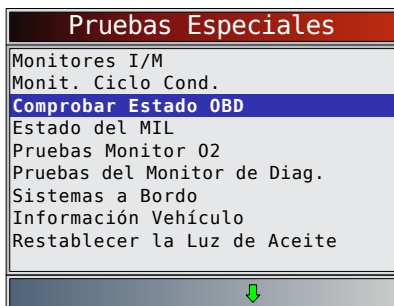 Pruebas Especiales
Monitores I/M
Monit. Ciclo Cond.
Comprobar Estado OBD
Estado del MIL
Pruebas Monitor O2
Pruebas del Monitor de Diag.
Sistemas a Bordo
Información Vehículo
Restablecer la Luz de Aceite